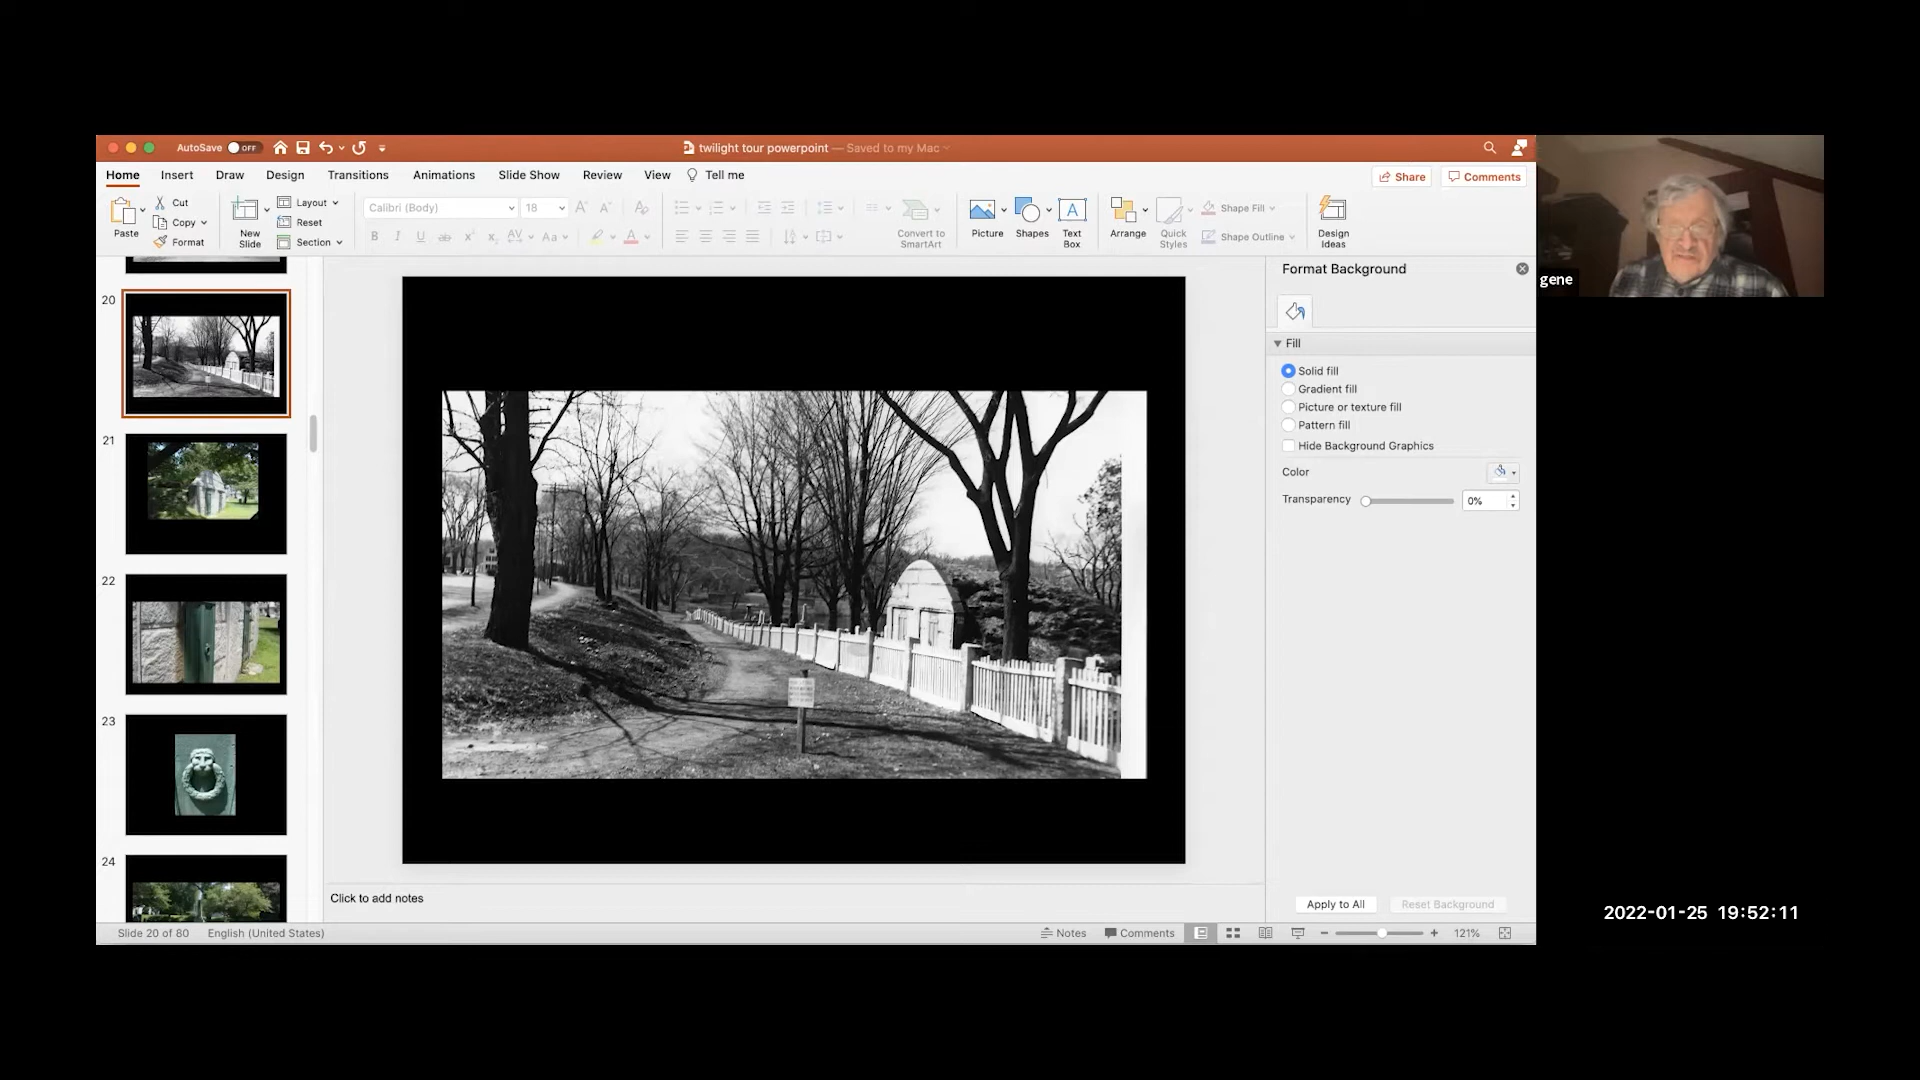 AutoSave OFF twilight tour powerpoint — Saved to my Mac
Home Insert Draw Design Transitions Animations Slide Show Review View Tell me Share Comments
Paste Cut Copy Format
New Slide Layout Reset Section
Calibri (Body) 18
Convert to SmartArt
Picture Shapes Text Box
Arrange Quick Styles Shape Fill Shape Outline
Design Ideas
20
21
22
23
24
Format Background
Fill
Solid fill
Gradient fill
Picture or texture fill
Pattern fill
Hide Background Graphics
Color
Transparency 0%
Apply to All Reset Background
Click to add notes
Slide 20 of 80 English (United States) Notes Comments 121%
gene
2022-01-25 19:52:11